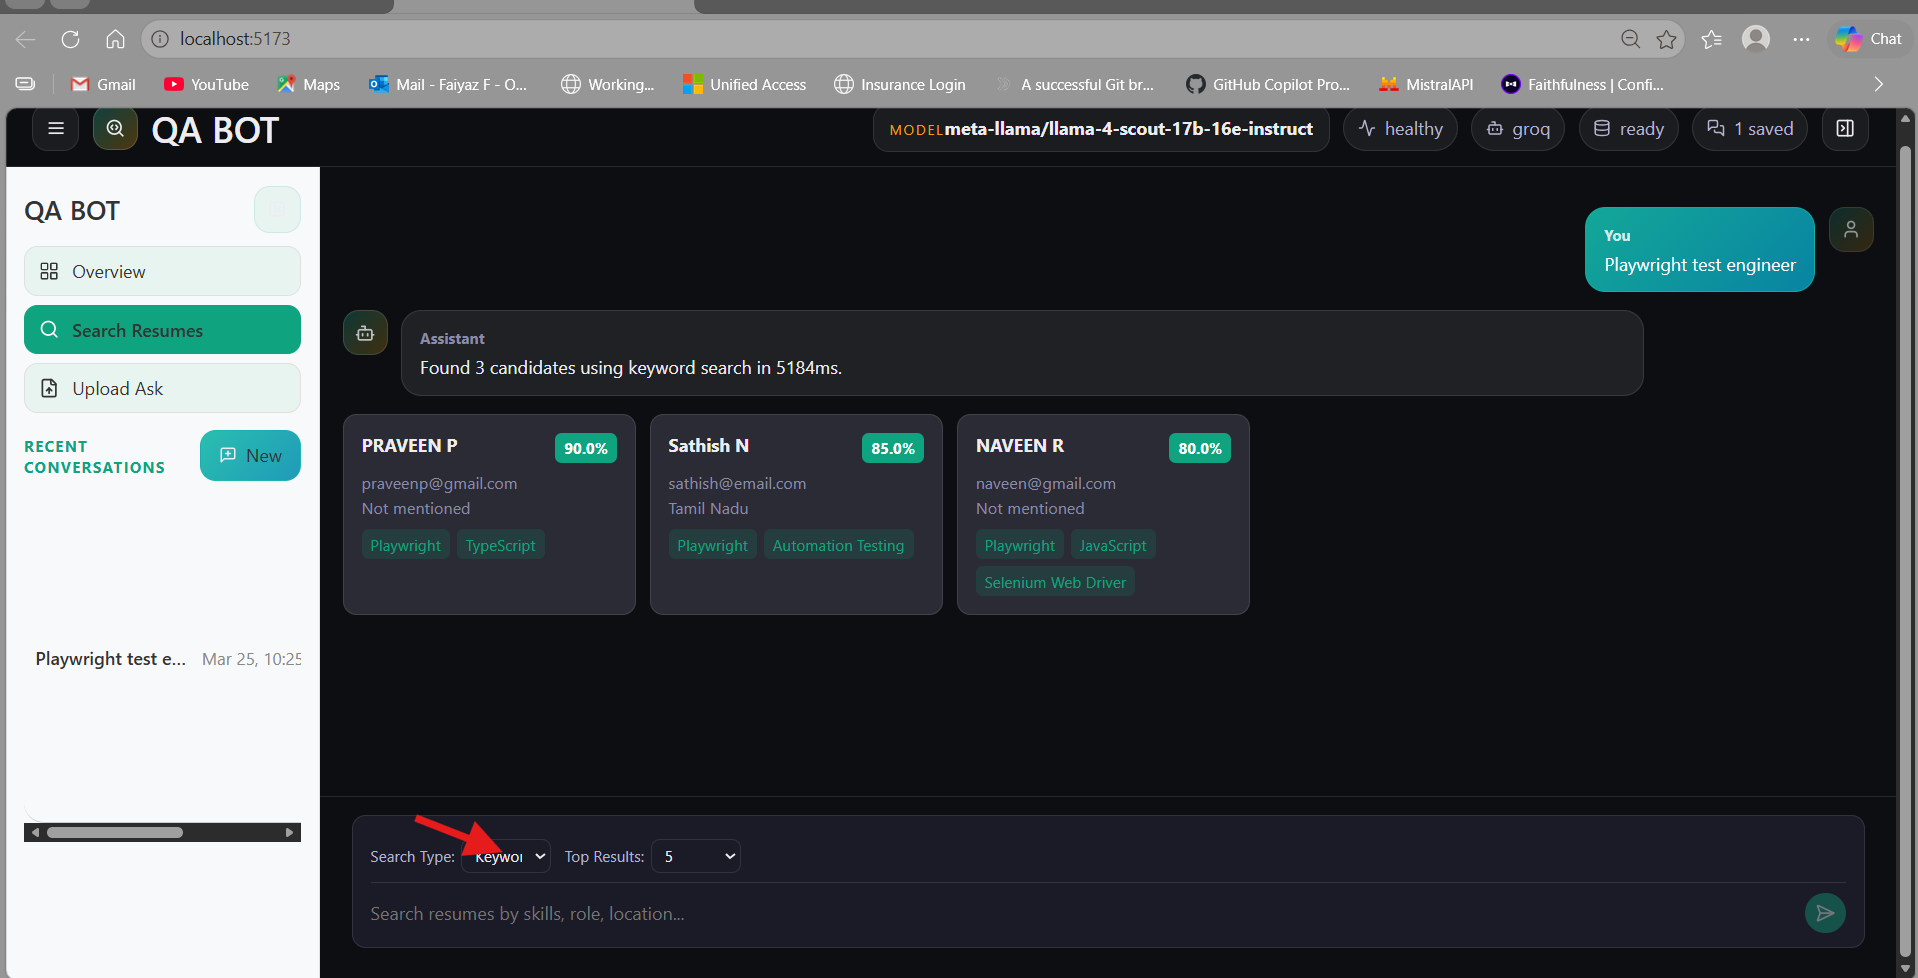 localhost:5173
Chat
Gmail
YouTube
Maps
Mail - Faiyaz F - O...
Working...
Unified Access
Insurance Login
A successful Git br...
GitHub Copilot Pro...
MistralAPI
Faithfulness | Confi...
QA BOT
MODEL meta-llama/llama-4-scout-17b-16e-instruct
healthy
groq
ready
1 saved
QA BOT
Overview
Search Resumes
Upload Ask
RECENT
CONVERSATIONS
New
Playwright test e...
Mar 25, 10:25
You
Playwright test engineer
Assistant
Found 3 candidates using keyword search in 5184ms.
PRAVEEN P
90.0%
praveenp@gmail.com
Not mentioned
Playwright
TypeScript
Sathish N
85.0%
sathish@email.com
Tamil Nadu
Playwright
Automation Testing
NAVEEN R
80.0%
naveen@gmail.com
Not mentioned
Playwright
JavaScript
Selenium Web Driver
Search Type:
Keywor
Top Results:
5
Search resumes by skills, role, location...